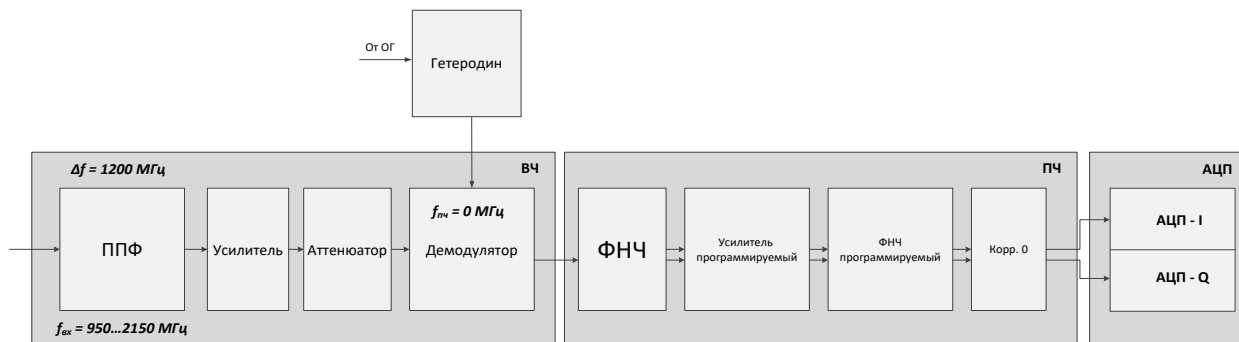 От ОГ
Гетеродин
Δf = 1200 МГц
ВЧ
ПЧ
АЦП
ППФ
Усилитель
Аттенюатор
fпч = 0 МГц
Демодулятор
ФНЧ
Усилитель
программируемый
ФНЧ
программируемый
Корр. 0
АЦП - I
АЦП - Q
fвх = 950...2150 МГц